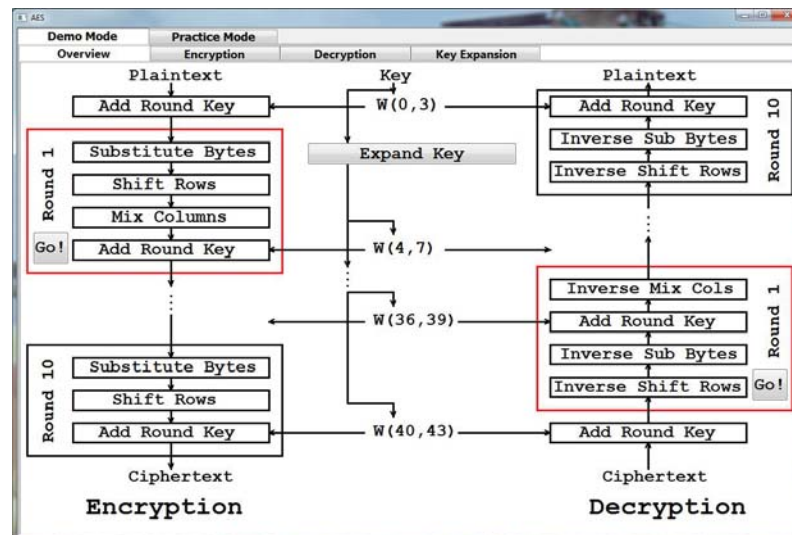 AES
Demo Mode Practice Mode
Overview Encryption Decryption Key Expansion
Plaintext
Add Round Key
Round 1
Substitute Bytes
Shift Rows
Mix Columns
Go!
Add Round Key
⋮
Round 10
Substitute Bytes
Shift Rows
Add Round Key
Ciphertext
Encryption
Key
W(0,3)
Expand Key
W(4,7)
⋮
W(36,39)
W(40,43)
Plaintext
Add Round Key
Round 10
Inverse Sub Bytes
Inverse Shift Rows
⋮
Inverse Mix Cols
Round 1
Add Round Key
Inverse Sub Bytes
Inverse Shift Rows
Go!
Add Round Key
Ciphertext
Decryption